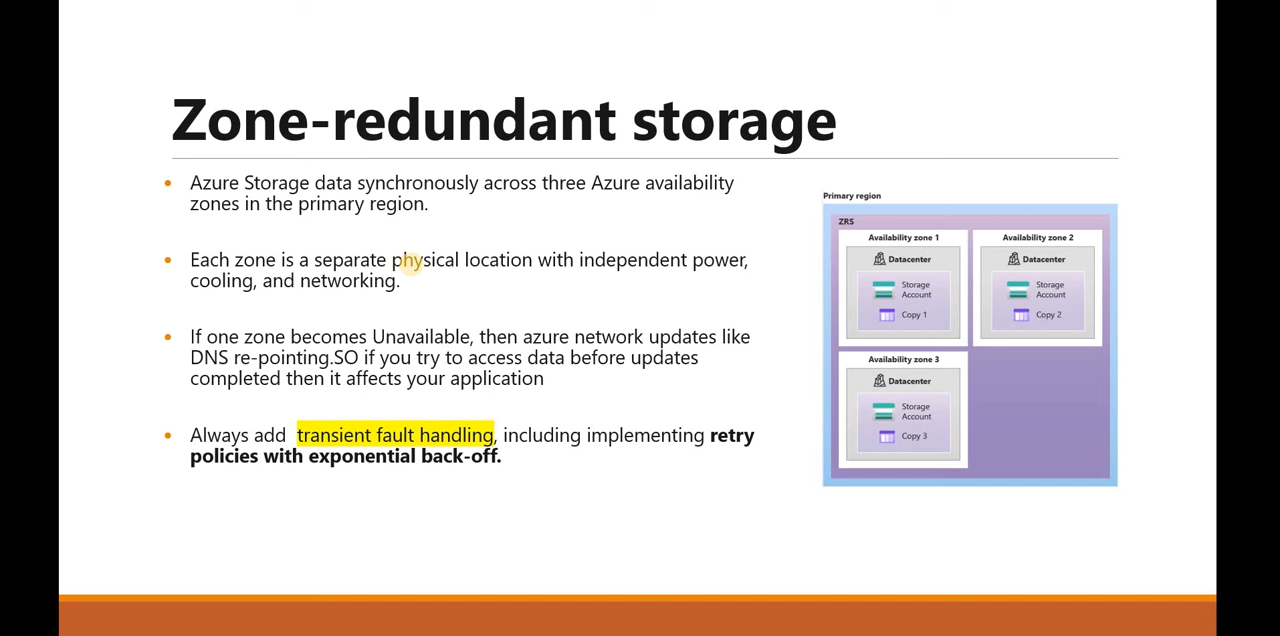 Zone-redundant storage
• Azure Storage data synchronously across three Azure availability
zones in the primary region.
• Each zone is a separate physical location with independent power,
cooling, and networking.
• If one zone becomes Unavailable, then azure network updates like
DNS re-pointing.SO if you try to access data before updates
completed then it affects your application
• Always add transient fault handling, including implementing retry
policies with exponential back-off.
Primary region
ZRS
Availability zone 1
Datacenter
Storage
Account
Copy 1
Availability zone 2
Datacenter
Storage
Account
Copy 2
Availability zone 3
Datacenter
Storage
Account
Copy 3